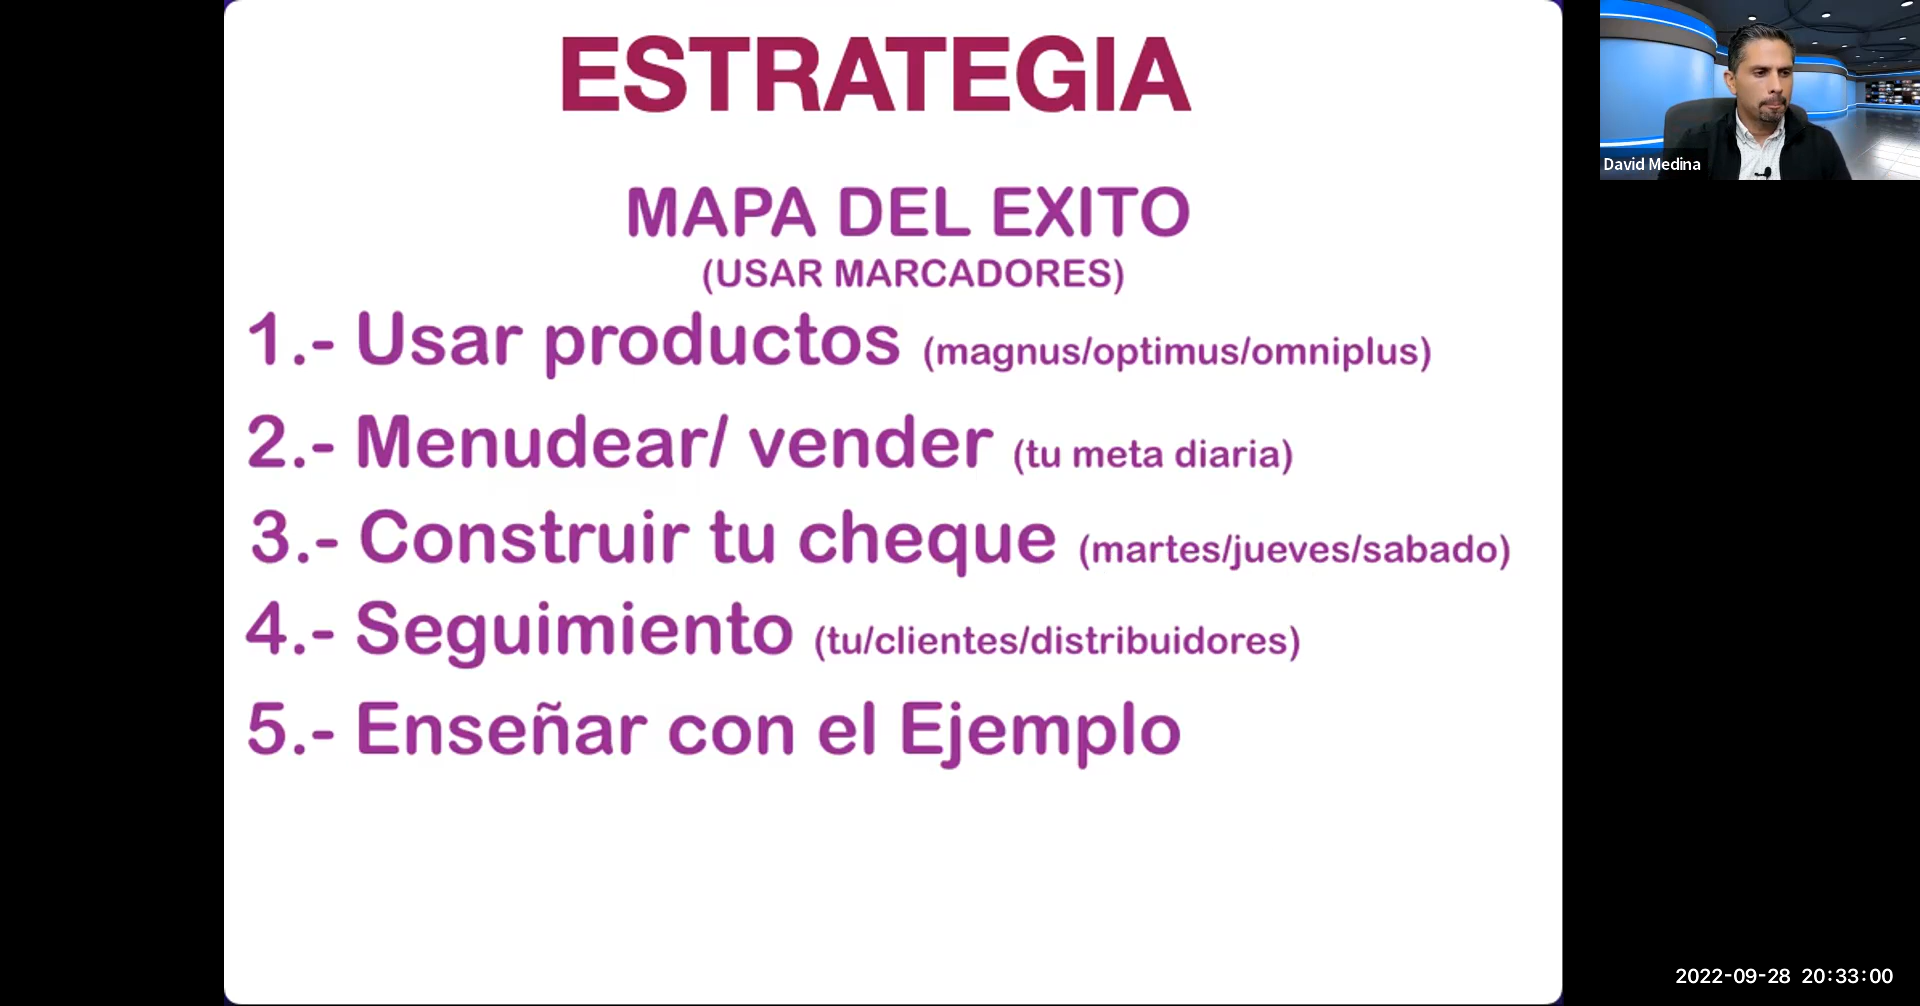 ESTRATEGIA
MAPA DEL EXITO
(USAR MARCADORES)
1.- Usar productos (magnus/optimus/omniplus)
2.- Menudear/ vender (tu meta diaria)
3.- Construir tu cheque (martes/jueves/sabado)
4.- Seguimiento (tu/clientes/distribuidores)
5.- Enseñar con el Ejemplo
David Medina
2022-09-28 20:33:00